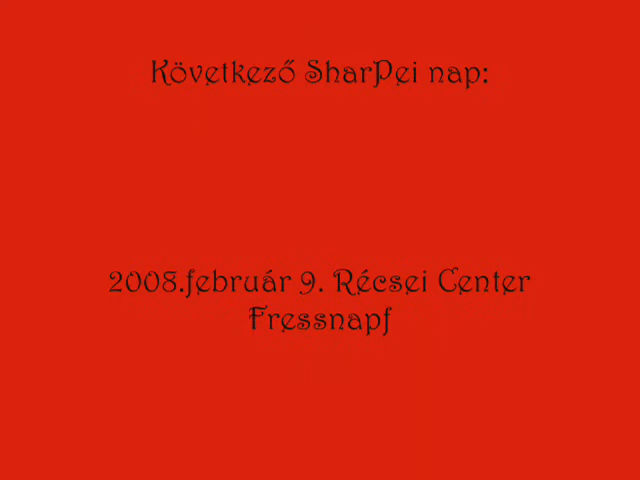 Következő SharPei nap:
2008.február 9. Récsei Center
Fressnapf